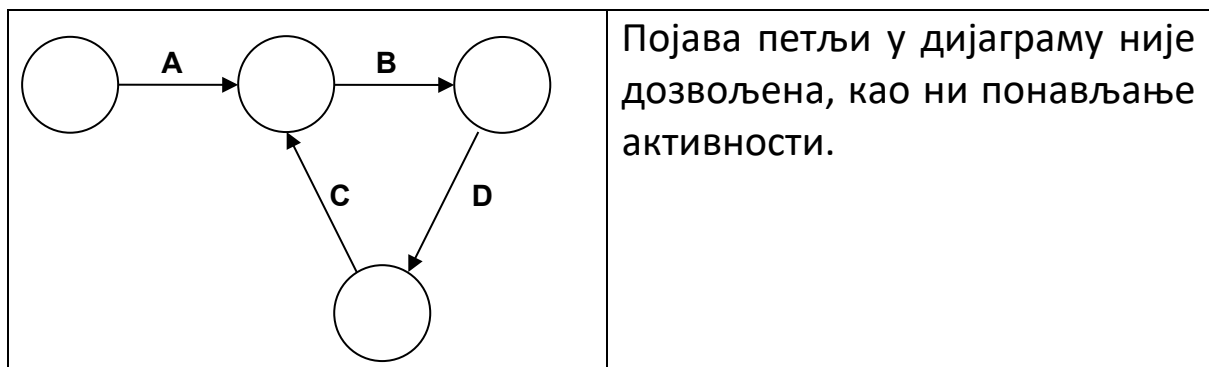 A
B
C
D
Појава петљи у дијаграму није
дозвољена, као ни понављање
активности.